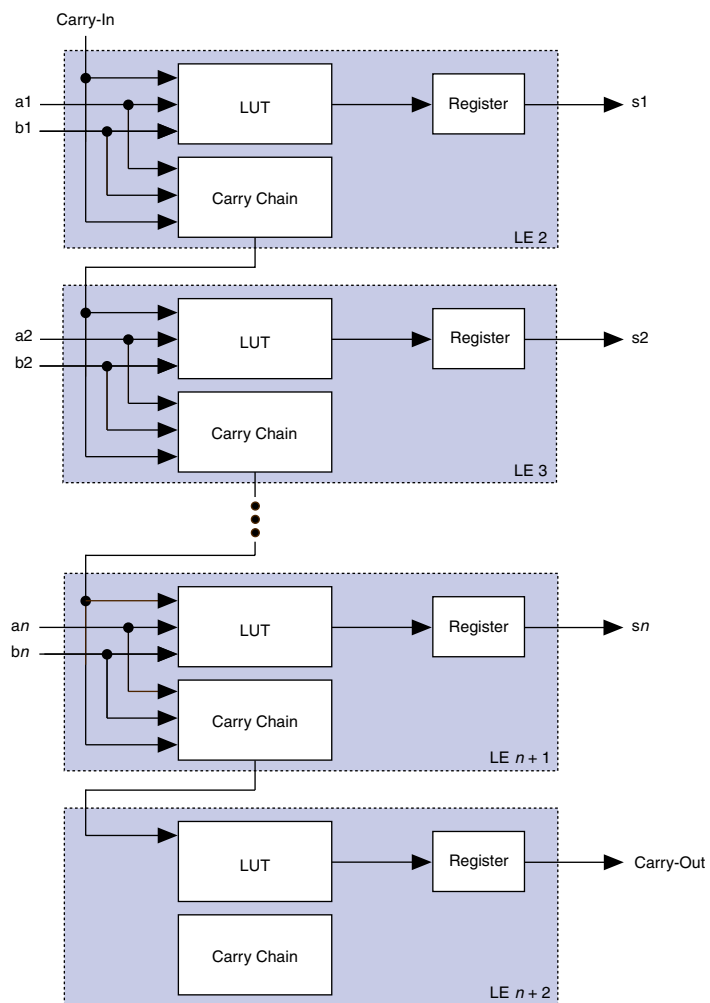 Carry-In
a1
b1
LUT
Register
s1
Carry Chain
LE 2
a2
b2
LUT
Register
s2
Carry Chain
LE 3
an
bn
LUT
Register
sn
Carry Chain
LE n + 1
LUT
Register
Carry-Out
Carry Chain
LE n + 2